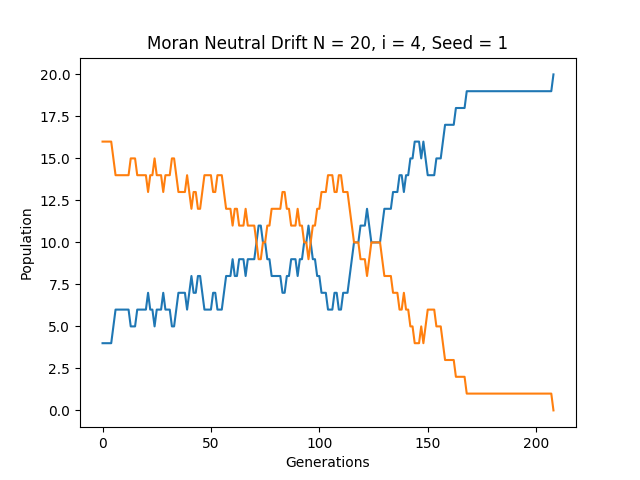 Moran Neutral Drift N = 20, i = 4, Seed = 1
20.0
17.5
15.0
12.5
10.0
7.5
5.0
2.5
0.0
Population
0 50 100 150 200
Generations